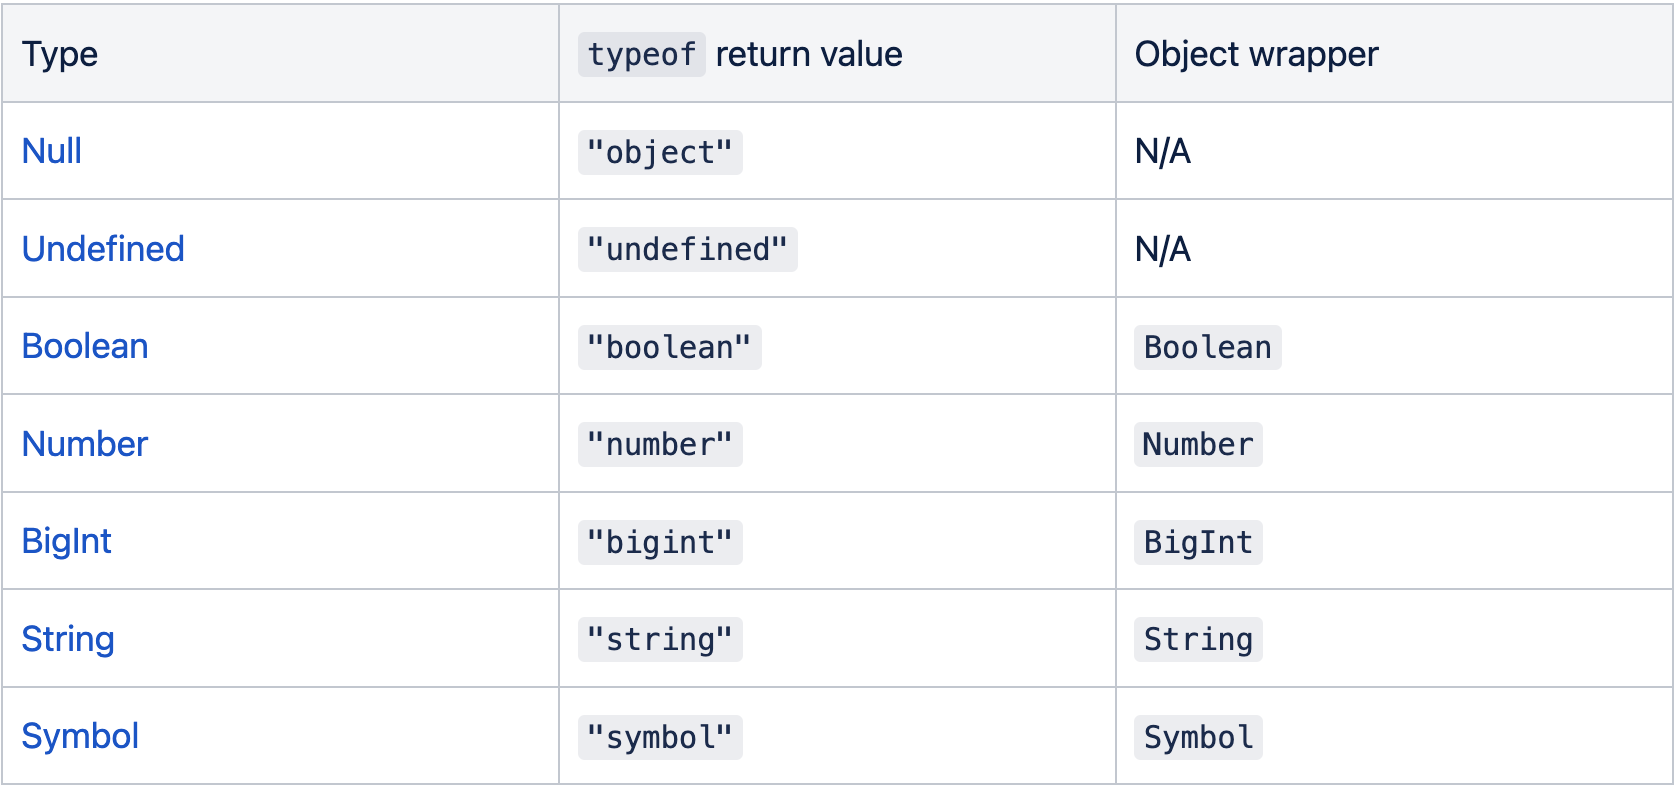 Type typeof return value Object wrapper
Null "object" N/A
Undefined "undefined" N/A
Boolean "boolean" Boolean
Number "number" Number
BigInt "bigint" BigInt
String "string" String
Symbol "symbol" Symbol